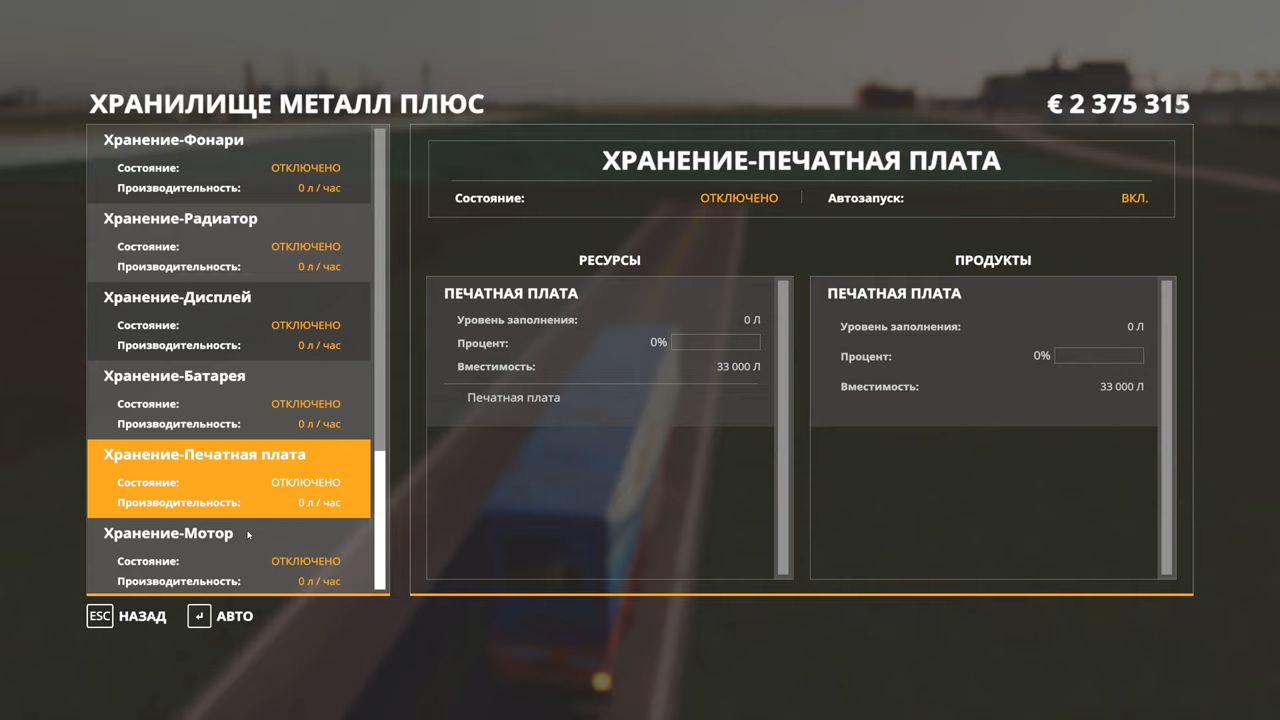 ХРАНИЛИЩЕ МЕТАЛЛ ПЛЮС
€ 2 375 315
Хранение-Фонари
Состояние: ОТКЛЮЧЕНО
Производительность: 0 л / час
Хранение-Радиатор
Состояние: ОТКЛЮЧЕНО
Производительность: 0 л / час
Хранение-Дисплей
Состояние: ОТКЛЮЧЕНО
Производительность: 0 л / час
Хранение-Батарея
Состояние: ОТКЛЮЧЕНО
Производительность: 0 л / час
Хранение-Печатная плата
Состояние: ОТКЛЮЧЕНО
Производительность: 0 л / час
Хранение-Мотор
Состояние: ОТКЛЮЧЕНО
Производительность: 0 л / час
ХРАНЕНИЕ-ПЕЧАТНАЯ ПЛАТА
Состояние: ОТКЛЮЧЕНО Автозапуск: ВКЛ.
РЕСУРСЫ
ПЕЧАТНАЯ ПЛАТА
Уровень заполнения: 0 Л
Процент: 0%
Вместимость: 33 000 Л
Печатная плата
ПРОДУКТЫ
ПЕЧАТНАЯ ПЛАТА
Уровень заполнения: 0 Л
Процент: 0%
Вместимость: 33 000 Л
ESC НАЗАД ↵ АВТО